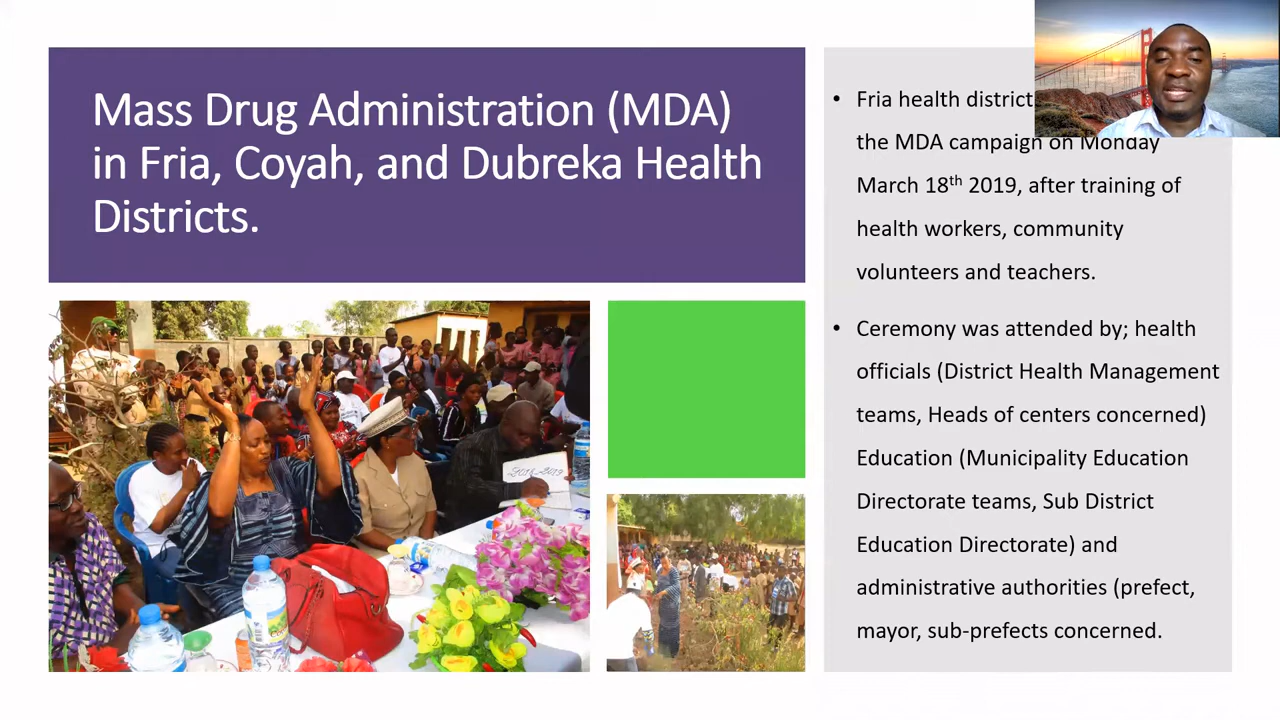 Mass Drug Administration (MDA)
in Fria, Coyah, and Dubreka Health
Districts.
• Fria health district
the MDA campaign on Monday
March 18th 2019, after training of
health workers, community
volunteers and teachers.
• Ceremony was attended by; health
officials (District Health Management
teams, Heads of centers concerned)
Education (Municipality Education
Directorate teams, Sub District
Education Directorate) and
administrative authorities (prefect,
mayor, sub-prefects concerned.
2018-2019